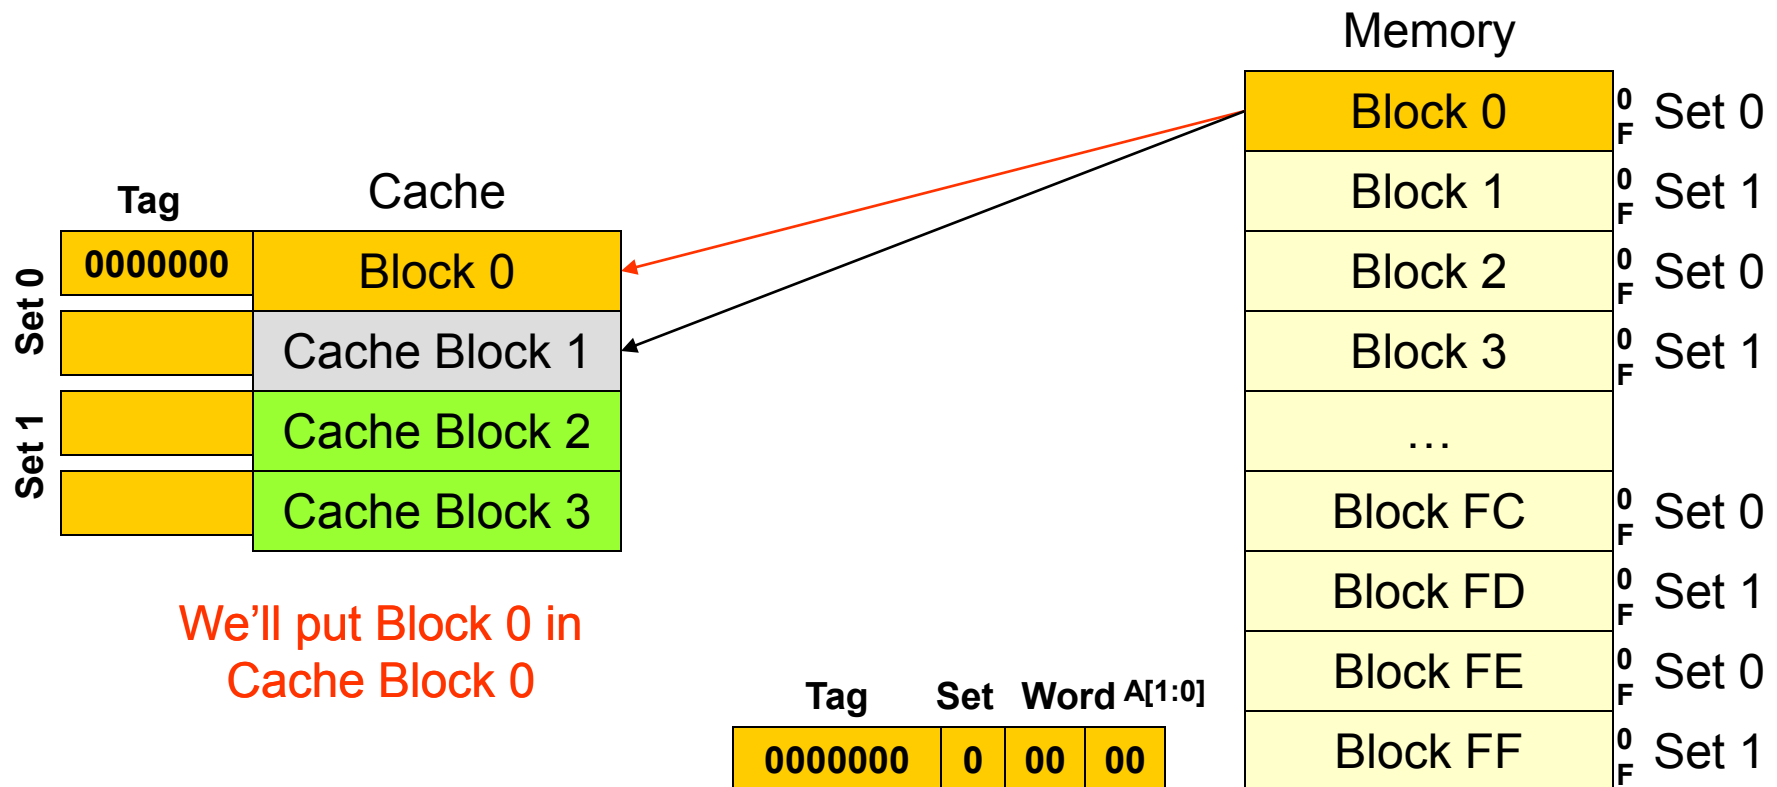 Memory
Block 0
0
F
Set 0
Block 1
0
F
Set 1
Block 2
0
F
Set 0
Block 3
0
F
Set 1
…
Block FC
0
F
Set 0
Block FD
0
F
Set 1
Block FE
0
F
Set 0
Block FF
0
F
Set 1
Tag
Cache
Set 0
0000000
Block 0
Cache Block 1
Set 1
Cache Block 2
Cache Block 3
We’ll put Block 0 in
Cache Block 0
Tag Set Word A[1:0]
0000000 0 00 00